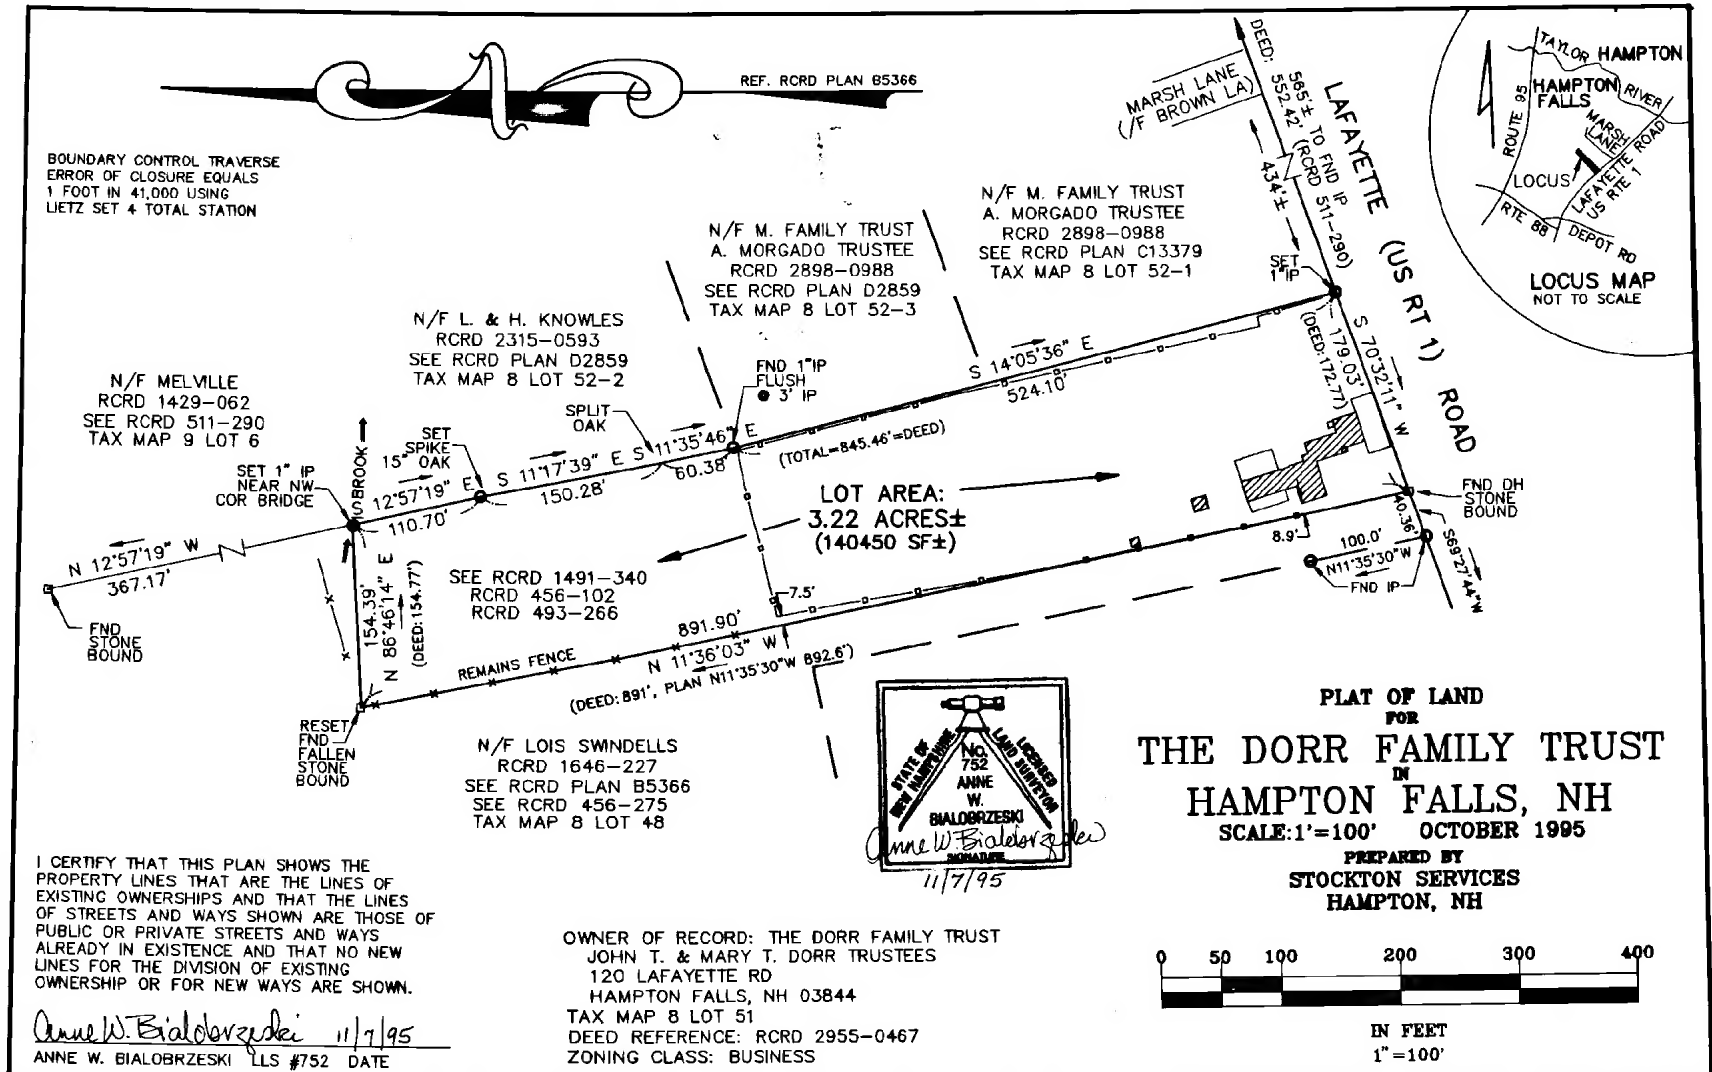 REF. RCRD PLAN B5366
BOUNDARY CONTROL TRAVERSE
ERROR OF CLOSURE EQUALS
1 FOOT IN 41,000 USING
LIETZ SET 4 TOTAL STATION
N/F MELVILLE
RCRD 1429-062
SEE RCRD 511-290
TAX MAP 9 LOT 6
N/F L. & H. KNOWLES
RCRD 2315-0593
SEE RCRD PLAN D2859
TAX MAP 8 LOT 52-2
N/F M. FAMILY TRUST
A. MORGADO TRUSTEE
RCRD 2898-0988
SEE RCRD PLAN D2859
TAX MAP 8 LOT 52-3
N/F M. FAMILY TRUST
A. MORGADO TRUSTEE
RCRD 2898-0988
SEE RCRD PLAN C13379
TAX MAP 8 LOT 52-1
MARSH LANE
(/F BROWN LA)
DEED: 552.42' (RCRD 511-290)
565'± TO FND IP
434'±
LAFAYETTE (US RT 1) ROAD
SET
1"IP
TAYLOR RIVER
HAMPTON
HAMPTON
FALLS
ROUTE 95
MARSH
LANE
LOCUS
LAFAYETTE ROAD
US RTE 1
RTE 88
DEPOT RD
LOCUS MAP
NOT TO SCALE
FND 1"IP
FLUSH
3' IP
SPLIT
OAK
SET
SPIKE
15" OAK
SET 1" IP
NEAR NW
COR BRIDGE
BROOK
S 12°57'19" E
110.70'
S 11°17'39" E
150.28'
S 11°35'46" E
60.38'
S 14°05'36" E
524.10'
(TOTAL=845.46'=DEED)
S 70°32'11" W
179.03'
(DEED:172.77')
N 12°57'19" W
367.17'
FND
STONE
BOUND
154.39'
N 86°46'14" E
(DEED:154.77')
LOT AREA:
3.22 ACRES±
(140450 SF±)
SEE RCRD 1491-340
RCRD 456-102
RCRD 493-266
7.5'
8.9'
FND DH
STONE
BOUND
40.36'
S69°27'44"W
100.0'
N11°35'30"W
FND IP
891.90'
N 11°36'03" W
(DEED:891', PLAN N11°35'30"W 892.6')
REMAINS FENCE
RESET
FND
FALLEN
STONE
BOUND
N/F LOIS SWINDELLS
RCRD 1646-227
SEE RCRD PLAN B5366
SEE RCRD 456-275
TAX MAP 8 LOT 48
STATE OF
NEW HAMPSHIRE
LICENSED
LAND SURVEYOR
No.
752
ANNE
W.
BIALOBRZESKI
Anne W. Bialobrzeski
SIGNATURE
11/7/95
PLAT OF LAND
FOR
THE DORR FAMILY TRUST
IN
HAMPTON FALLS, NH
SCALE:1'=100' OCTOBER 1995
PREPARED BY
STOCKTON SERVICES
HAMPTON, NH
0 50 100 200 300 400
IN FEET
1"=100'
I CERTIFY THAT THIS PLAN SHOWS THE
PROPERTY LINES THAT ARE THE LINES OF
EXISTING OWNERSHIPS AND THAT THE LINES
OF STREETS AND WAYS SHOWN ARE THOSE OF
PUBLIC OR PRIVATE STREETS AND WAYS
ALREADY IN EXISTENCE AND THAT NO NEW
LINES FOR THE DIVISION OF EXISTING
OWNERSHIP OR FOR NEW WAYS ARE SHOWN.
Anne W. Bialobrzeski 11/7/95
ANNE W. BIALOBRZESKI LLS #752 DATE
OWNER OF RECORD: THE DORR FAMILY TRUST
JOHN T. & MARY T. DORR TRUSTEES
120 LAFAYETTE RD
HAMPTON FALLS, NH 03844
TAX MAP 8 LOT 51
DEED REFERENCE: RCRD 2955-0467
ZONING CLASS: BUSINESS